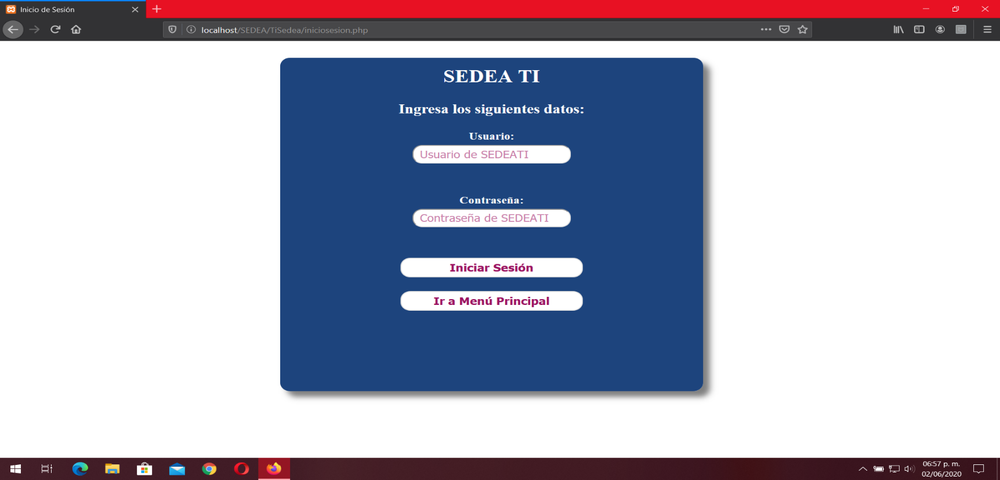 Inicio de Sesión
localhost/SEDEA/TiSedea/iniciosesion.php
SEDEA TI
Ingresa los siguientes datos:
Usuario:
Usuario de SEDEATI
Contraseña:
Contraseña de SEDEATI
Iniciar Sesión
Ir a Menú Principal
06:57 p. m.
02/06/2020